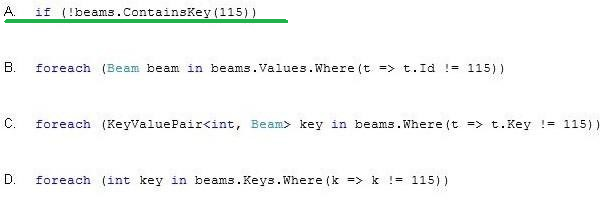 A. if (!beams.ContainsKey(115))
B. foreach (Beam beam in beams.Values.Where(t => t.Id != 115))
C. foreach (KeyValuePair<int, Beam> key in beams.Where(t => t.Key != 115))
D. foreach (int key in beams.Keys.Where(k => k != 115))